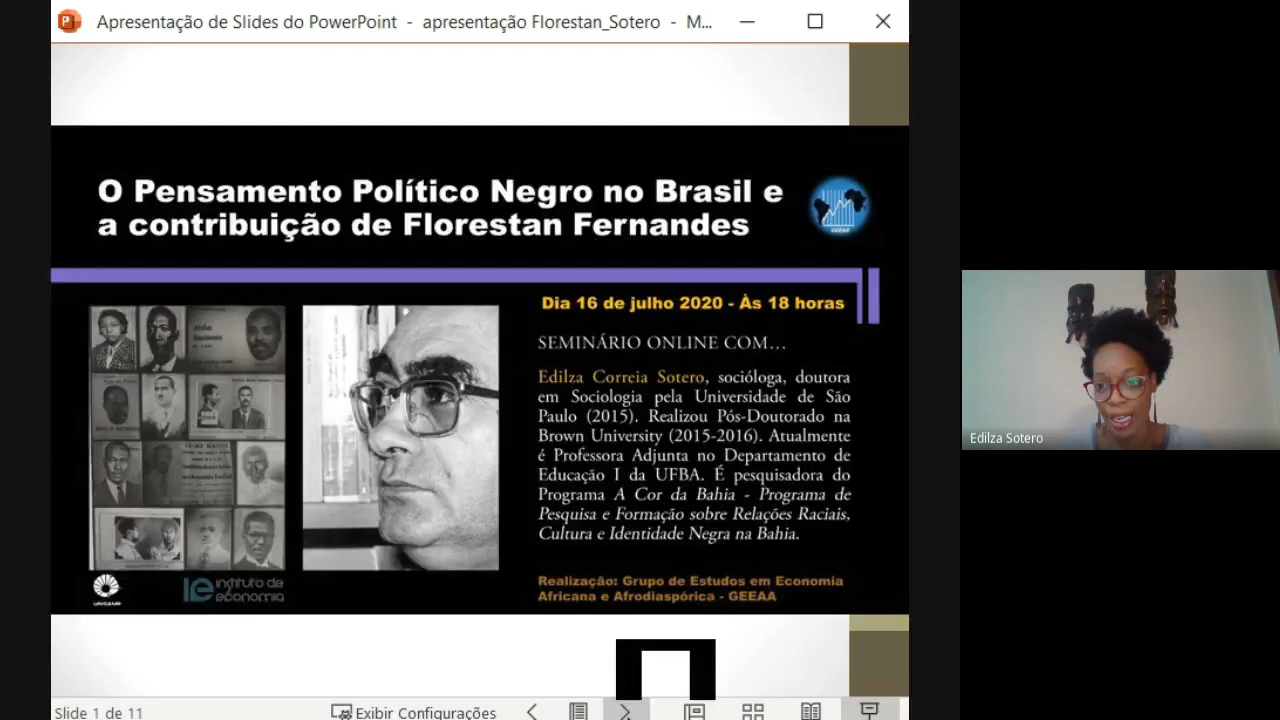 Apresentação de Slides do PowerPoint - apresentação Florestan_Sotero - M...
O Pensamento Político Negro no Brasil e
a contribuição de Florestan Fernandes
GEEAA
Dia 16 de julho 2020 - Às 18 horas
SEMINÁRIO ONLINE COM...
Edilza Correia Sotero, socióloga, doutora
em Sociologia pela Universidade de São
Paulo (2015). Realizou Pós-Doutorado na
Brown University (2015-2016). Atualmente
é Professora Adjunta no Departamento de
Educação I da UFBA. É pesquisadora do
Programa A Cor da Bahia - Programa de
Pesquisa e Formação sobre Relações Raciais,
Cultura e Identidade Negra na Bahia.
UNICAMP
ie instituto de
economia
Realização: Grupo de Estudos em Economia
Africana e Afrodiaspórica - GEEAA
Edilza Sotero
Slide 1 de 11
Exibir Configurações